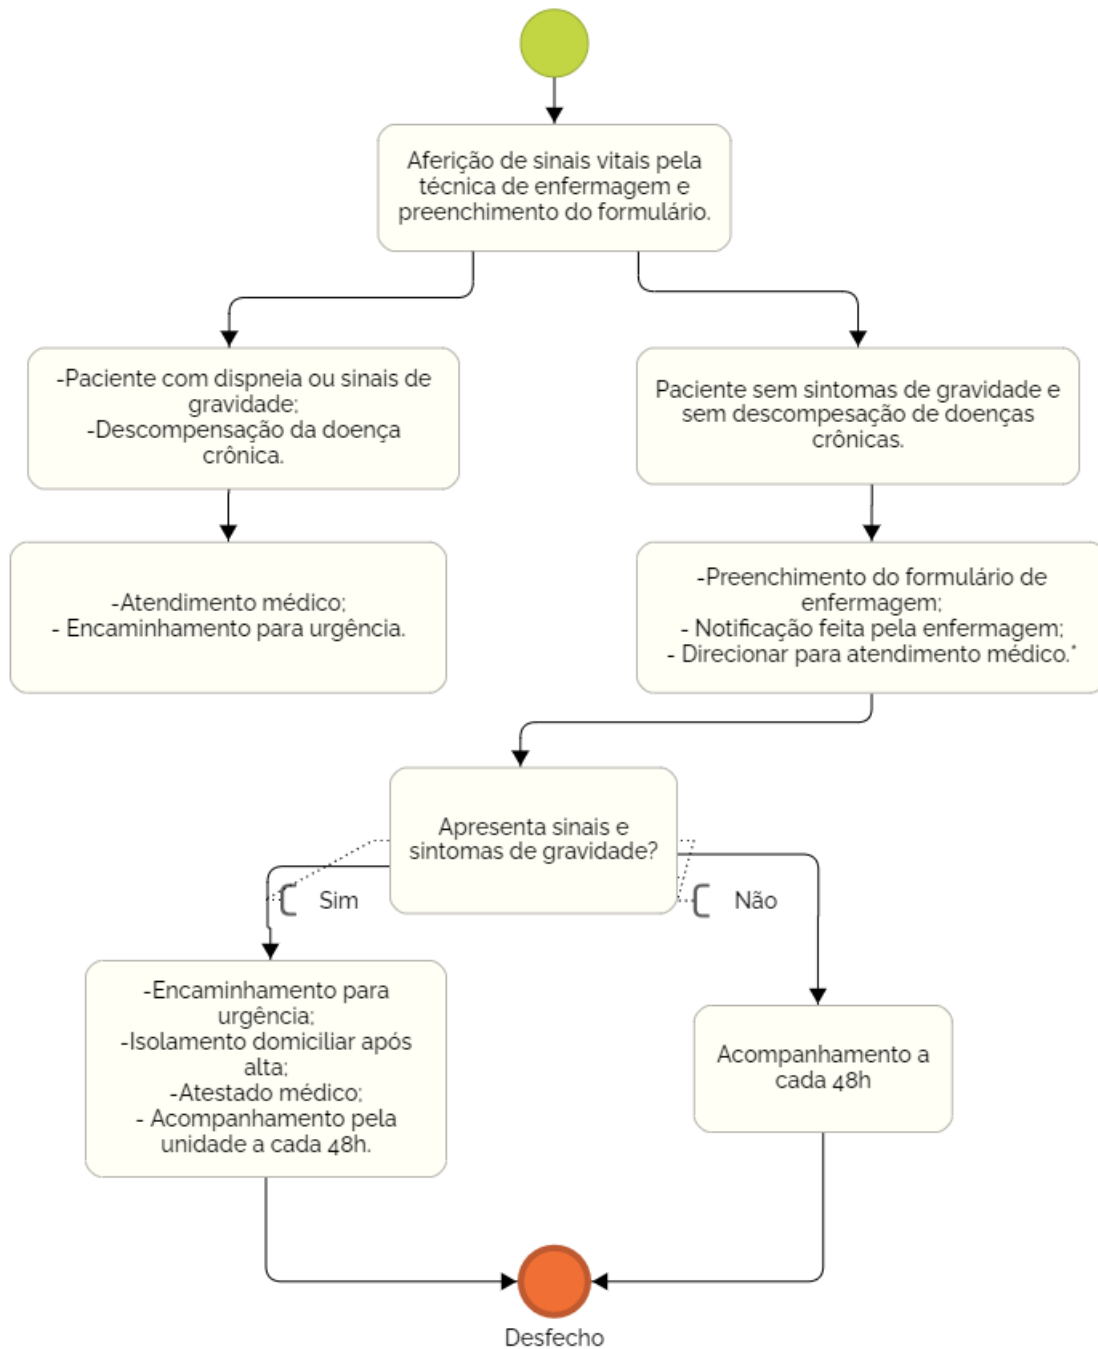 Aferição de sinais vitais pela
técnica de enfermagem e
preenchimento do formulário.
-Paciente com dispneia ou sinais de
gravidade;
-Descompensação da doença
crônica.
Paciente sem sintomas de gravidade e
sem descompesação de doenças
crônicas.
-Atendimento médico;
- Encaminhamento para urgência.
-Preenchimento do formulário de
enfermagem;
- Notificação feita pela enfermagem;
- Direcionar para atendimento médico.*
Apresenta sinais e
sintomas de gravidade?
Sim
Não
-Encaminhamento para
urgência;
-Isolamento domiciliar após
alta;
-Atestado médico;
- Acompanhamento pela
unidade a cada 48h.
Acompanhamento a
cada 48h
Desfecho